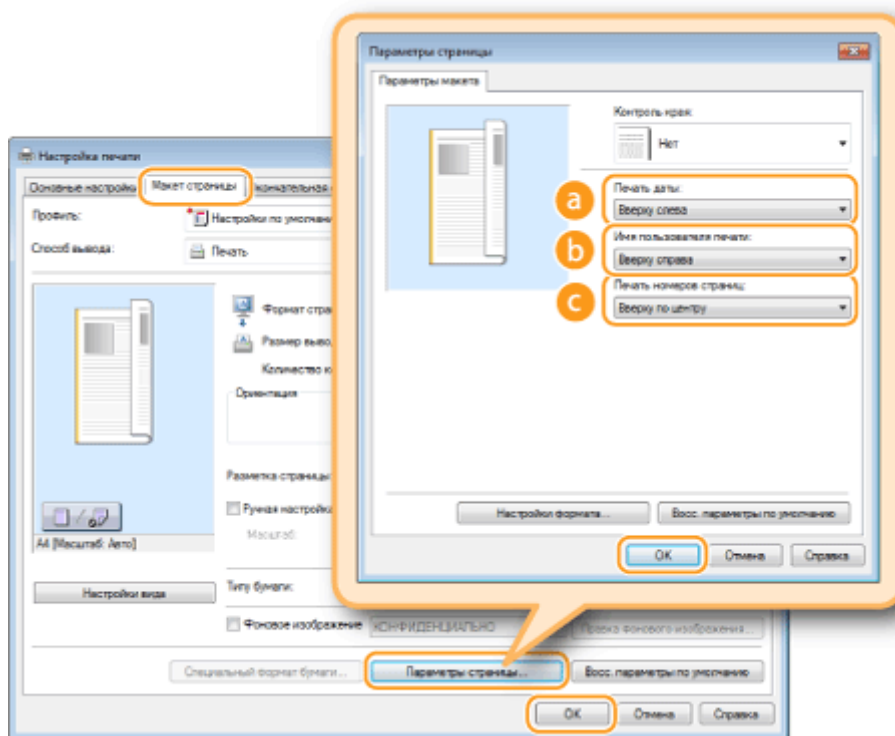 Параметры страницы
Параметры макета
Контроль края:
Нет
a
Печать даты:
Вверху слева
b
Имя пользователя печати:
Вверху справа
c
Печать номеров страниц:
Вверху по центру
Настройки формата...
Восс. параметры по умолчанию
OK
Отмена
Справка
Настройка печати
Основные настройки
Макет страницы
Профиль:
Настройки по умолчани
Способ вывода:
Печать
Формат стра
Размер выво
Количество к
Ориентация
Разметка страницы:
Ручная настройка
Масштаб:
A4 [Масштаб: Авто]
Настройки вида
Типу бумаги:
Фоновое изображение
КОНФИДЕНЦИАЛЬНО
Правка фонового изображения...
Специальный формат бумаги...
Параметры страницы...
Восс. параметры по умолчанию
OK
Отмена
Справка